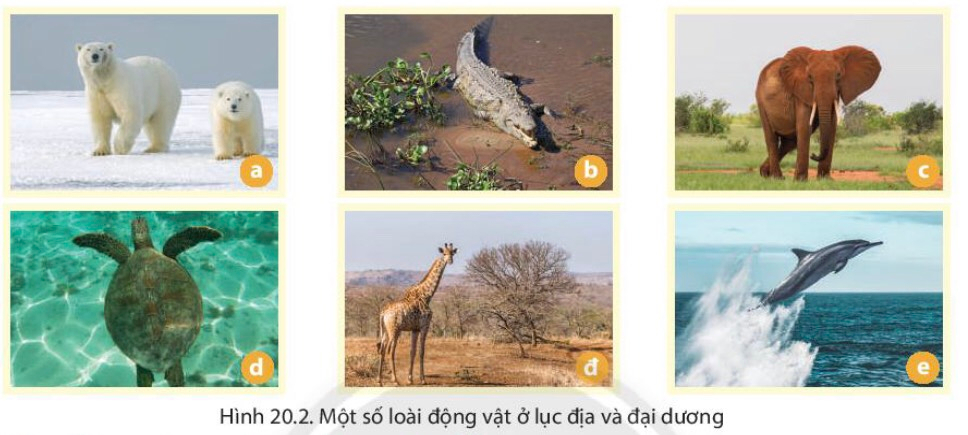 a
b
c
d
đ
e
Hình 20.2. Một số loài động vật ở lục địa và đại dương